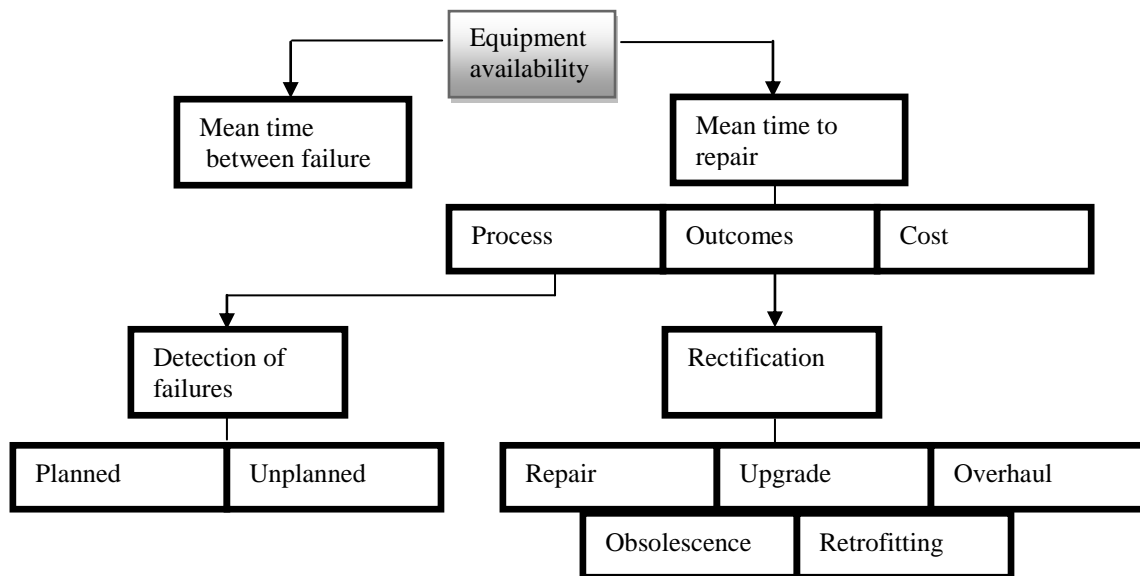 Equipment
availability
Mean time
between failure
Mean time to
repair
Process
Outcomes
Cost
Detection of
failures
Rectification
Planned
Unplanned
Repair
Upgrade
Overhaul
Obsolescence
Retrofitting